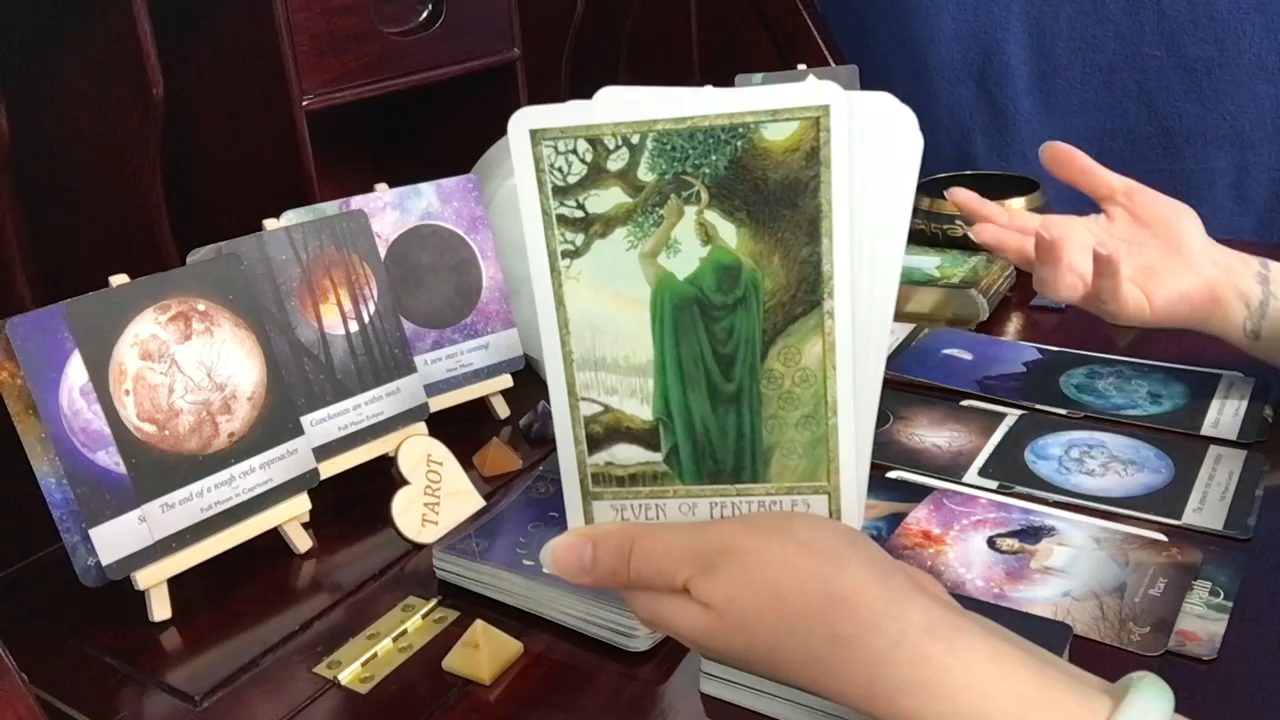 The end of a tough cycle approaches
Full Moon in Capricorn
Conclusions are within reach
Full Moon Eclipse
A new start is coming!
New Moon
TAROT
SEVEN OF PENTACLES
Peace
Death